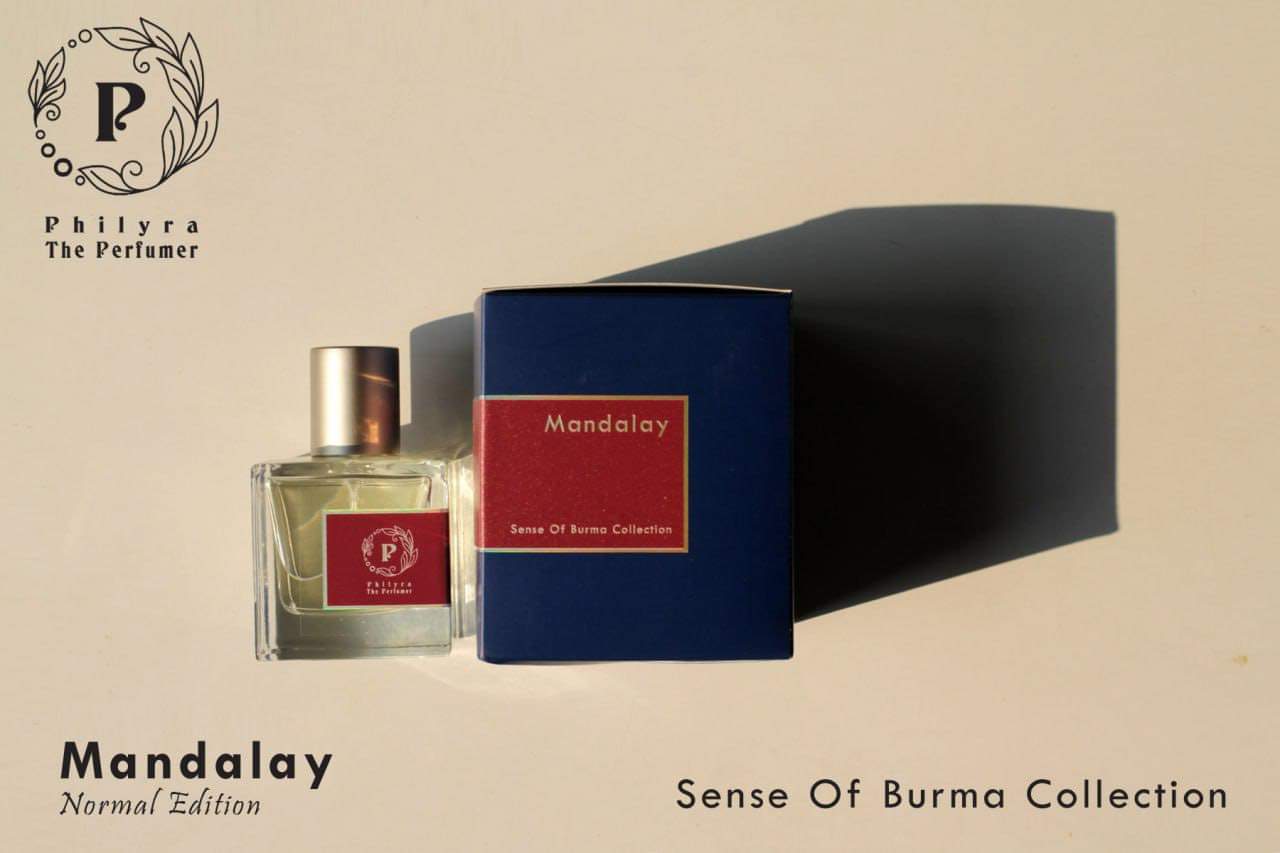 P
Philyra
The Perfumer
Mandalay
Sense Of Burma Collection
P
Philyra
The Perfumer
Mandalay
Normal Edition
Sense Of Burma Collection